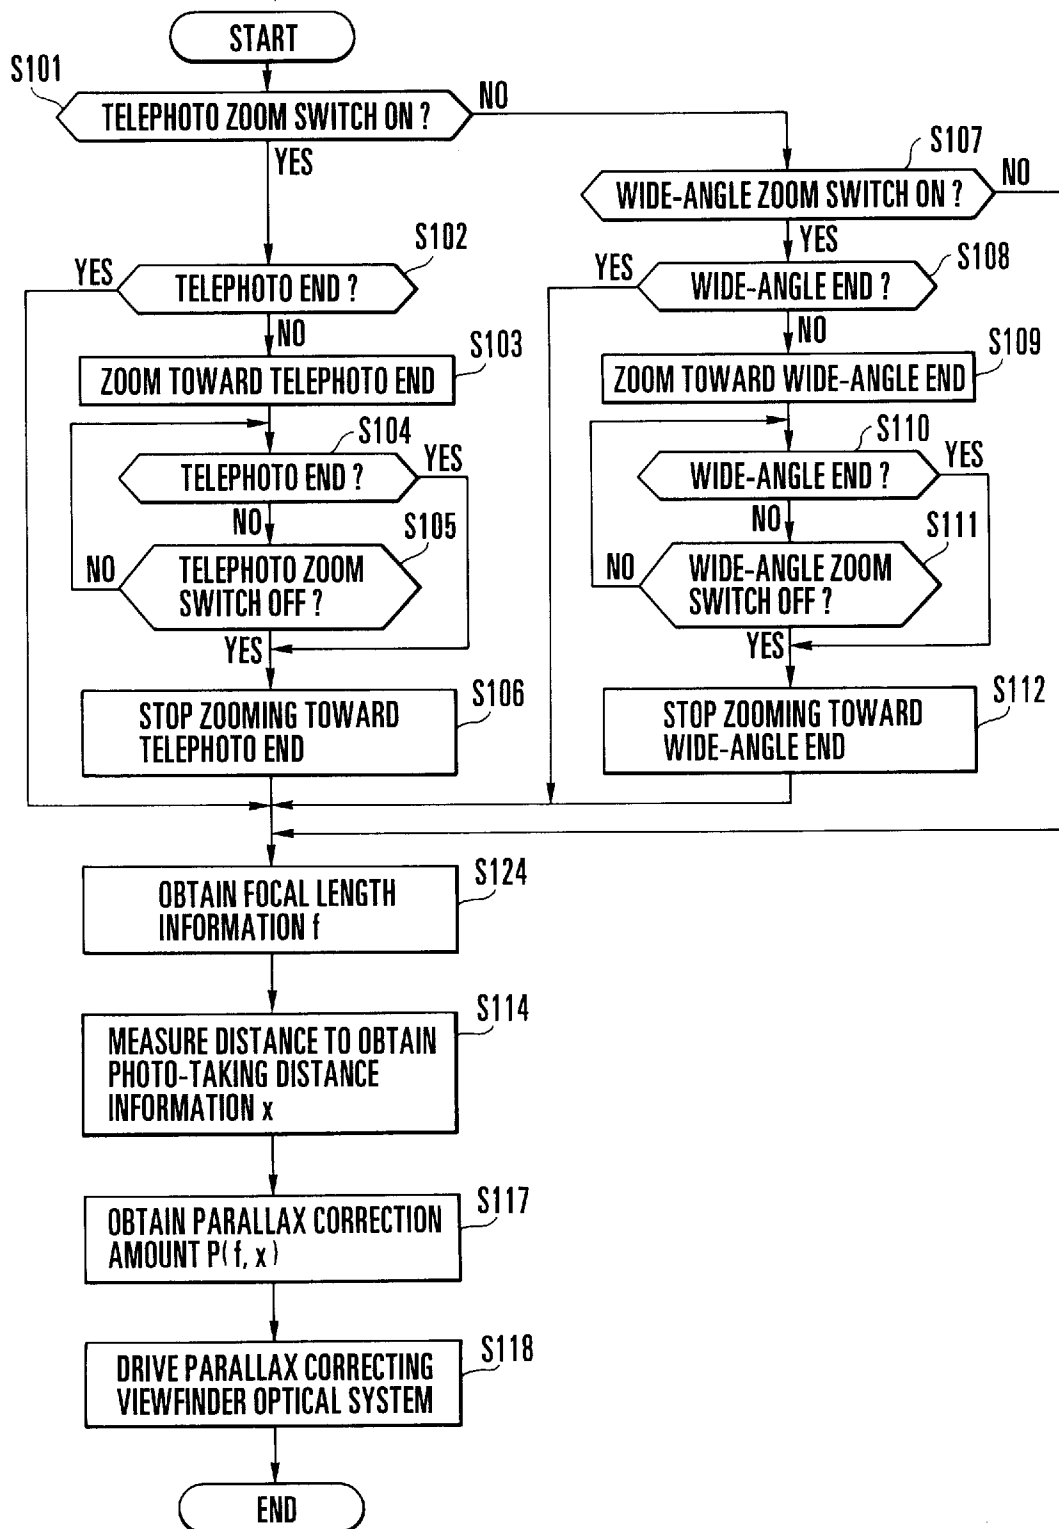 START
S101
TELEPHOTO ZOOM SWITCH ON ?
NO
YES
S107
WIDE-ANGLE ZOOM SWITCH ON ?
NO
YES
S102
YES
TELEPHOTO END ?
NO
S108
YES
WIDE-ANGLE END ?
NO
S103
ZOOM TOWARD TELEPHOTO END
S109
ZOOM TOWARD WIDE-ANGLE END
S104
TELEPHOTO END ?
YES
NO
S110
WIDE-ANGLE END ?
YES
NO
S105
NO
TELEPHOTO ZOOM
SWITCH OFF ?
YES
S111
NO
WIDE-ANGLE ZOOM
SWITCH OFF ?
YES
S106
STOP ZOOMING TOWARD
TELEPHOTO END
S112
STOP ZOOMING TOWARD
WIDE-ANGLE END
S124
OBTAIN FOCAL LENGTH
INFORMATION f
S114
MEASURE DISTANCE TO OBTAIN
PHOTO-TAKING DISTANCE
INFORMATION x
S117
OBTAIN PARALLAX CORRECTION
AMOUNT P( f, x )
S118
DRIVE PARALLAX CORRECTING
VIEWFINDER OPTICAL SYSTEM
END